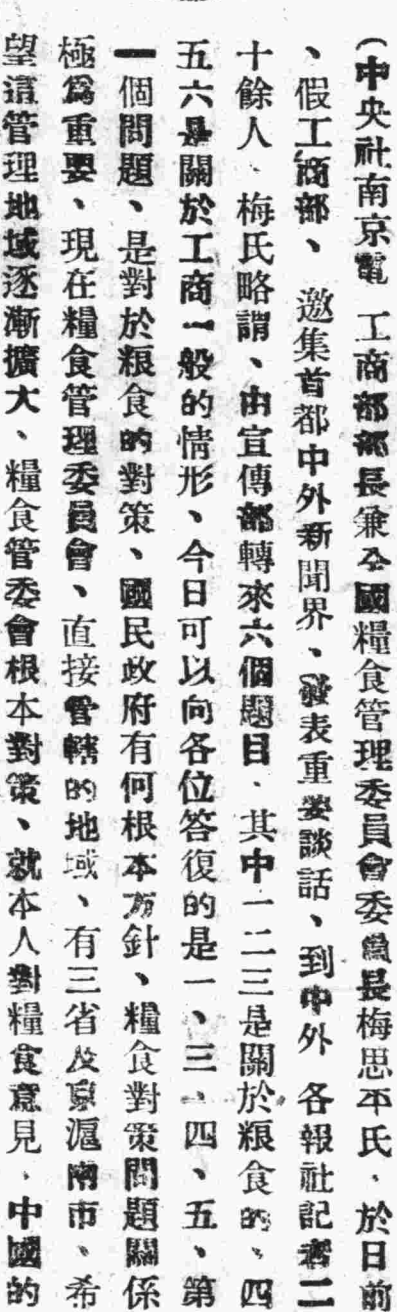 （中央社南京電　工商部部長兼全國糧食管理委員會委員長梅思平氏、於日前
、假工商部、邀集首都中外新聞界、發表重要談話、到中外各報社記者二
十餘人、梅氏略謂、由宣傳部轉來六個題目、其中一二三是關於粮食的、四
五六是關於工商一般的情形、今日可以向各位答復的是一、三、四、五、第
一個問題、是對於粮食的對策、國民政府有何根本方針、糧食對策問題關係
極爲重要、現在糧食管理委員會、直接管轄的地域、有三省及京滬兩市、希
望這管理地域逐漸擴大、糧食管委會根本對策、就本人對糧食意見、中國的